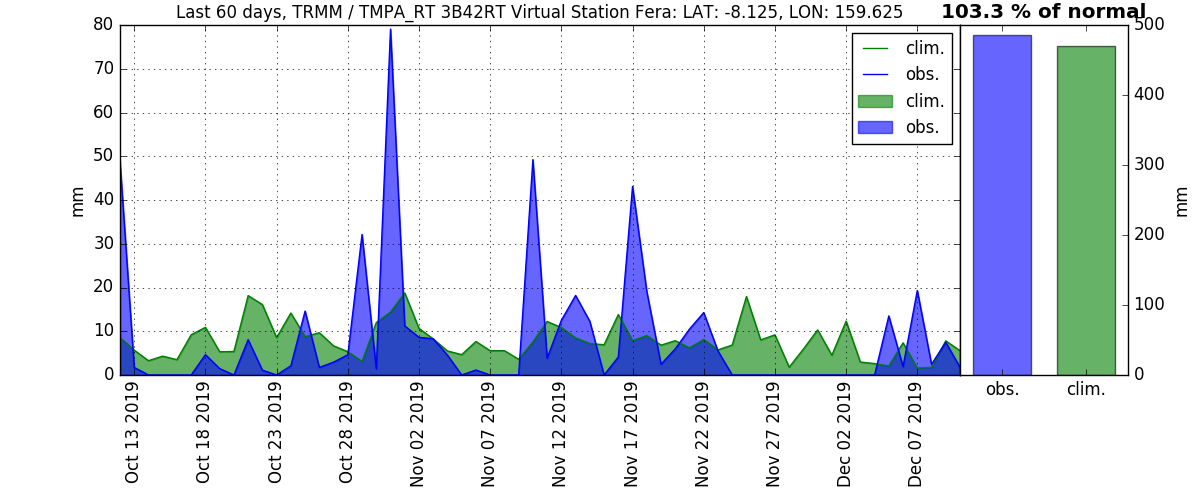 Last 60 days, TRMM / TMPA_RT 3B42RT Virtual Station Fera: LAT: -8.125, LON: 159.625
103.3 % of normal
80
70
60
50
40
30
20
10
0
mm
clim.
obs.
clim.
obs.
500
400
300
200
100
0
mm
obs.
clim.
Oct 13 2019
Oct 18 2019
Oct 23 2019
Oct 28 2019
Nov 02 2019
Nov 07 2019
Nov 12 2019
Nov 17 2019
Nov 22 2019
Nov 27 2019
Dec 02 2019
Dec 07 2019